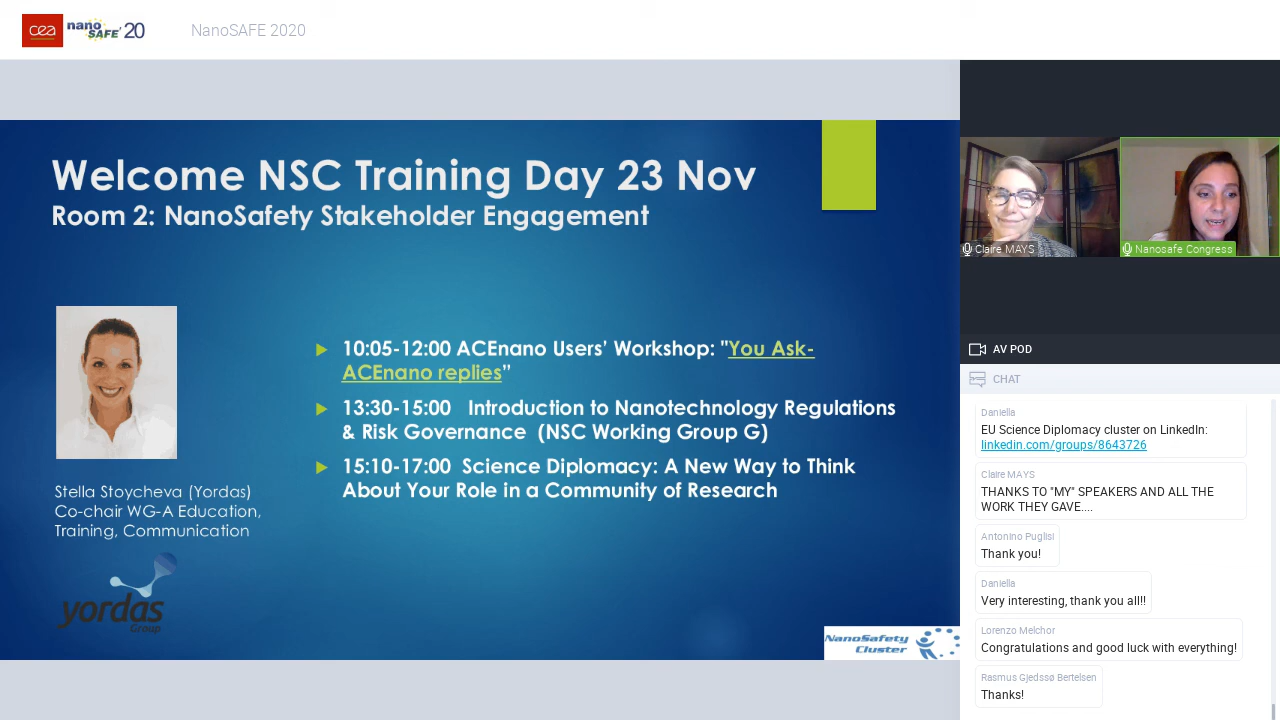 cea nano SAFE 20
NanoSAFE 2020
Welcome NSC Training Day 23 Nov
Room 2: NanoSafety Stakeholder Engagement
10:05-12:00 ACEnano Users’ Workshop: "You Ask-
ACEnano replies”
13:30-15:00 Introduction to Nanotechnology Regulations
& Risk Governance (NSC Working Group G)
15:10-17:00 Science Diplomacy: A New Way to Think
About Your Role in a Community of Research
Stella Stoycheva (Yordas)
Co-chair WG-A Education,
Training, Communication
yordas
Group
NanoSafety
Cluster
Claire MAYS
Nanosafe Congress
AV POD
CHAT
Daniella
EU Science Diplomacy cluster on LinkedIn:
linkedin.com/groups/8643726
Claire MAYS
THANKS TO "MY" SPEAKERS AND ALL THE
WORK THEY GAVE....
Antonino Puglisi
Thank you!
Daniella
Very interesting, thank you all!!
Lorenzo Melchor
Congratulations and good luck with everything!
Rasmus Gjedssø Bertelsen
Thanks!